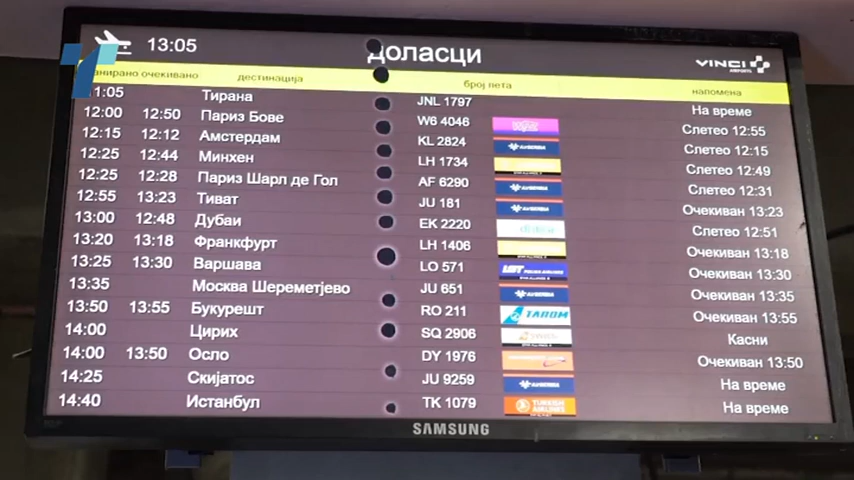 13:05 доласци VINCI AIRPORTS
анирано очекивано дестинација број лета напомена
11:05 Тирана JNL 1797 На време
12:00 12:50 Париз Бове W6 4046 Слетео 12:55
12:15 12:12 Амстердам KL 2824 Слетео 12:15
12:25 12:44 Минхен LH 1734 Слетео 12:49
12:25 12:28 Париз Шарл де Гол AF 6290 Слетео 12:31
12:55 13:23 Тиват JU 181 Очекиван 13:23
13:00 12:48 Дубаи EK 2220 Слетео 12:51
13:20 13:18 Франкфурт LH 1406 Очекиван 13:18
13:25 13:30 Варшава LO 571 LOT POLISH AIRLINES Очекиван 13:30
13:35 Москва Шереметјево JU 651 Очекиван 13:35
13:50 13:55 Букурешт RO 211 TAROM Очекиван 13:55
14:00 Цирих SQ 2906 Касни
14:00 13:50 Осло DY 1976 Очекиван 13:50
14:25 Скијатос JU 9259 На време
14:40 Истанбул TK 1079 TURKISH AIRLINES На време
SAMSUNG